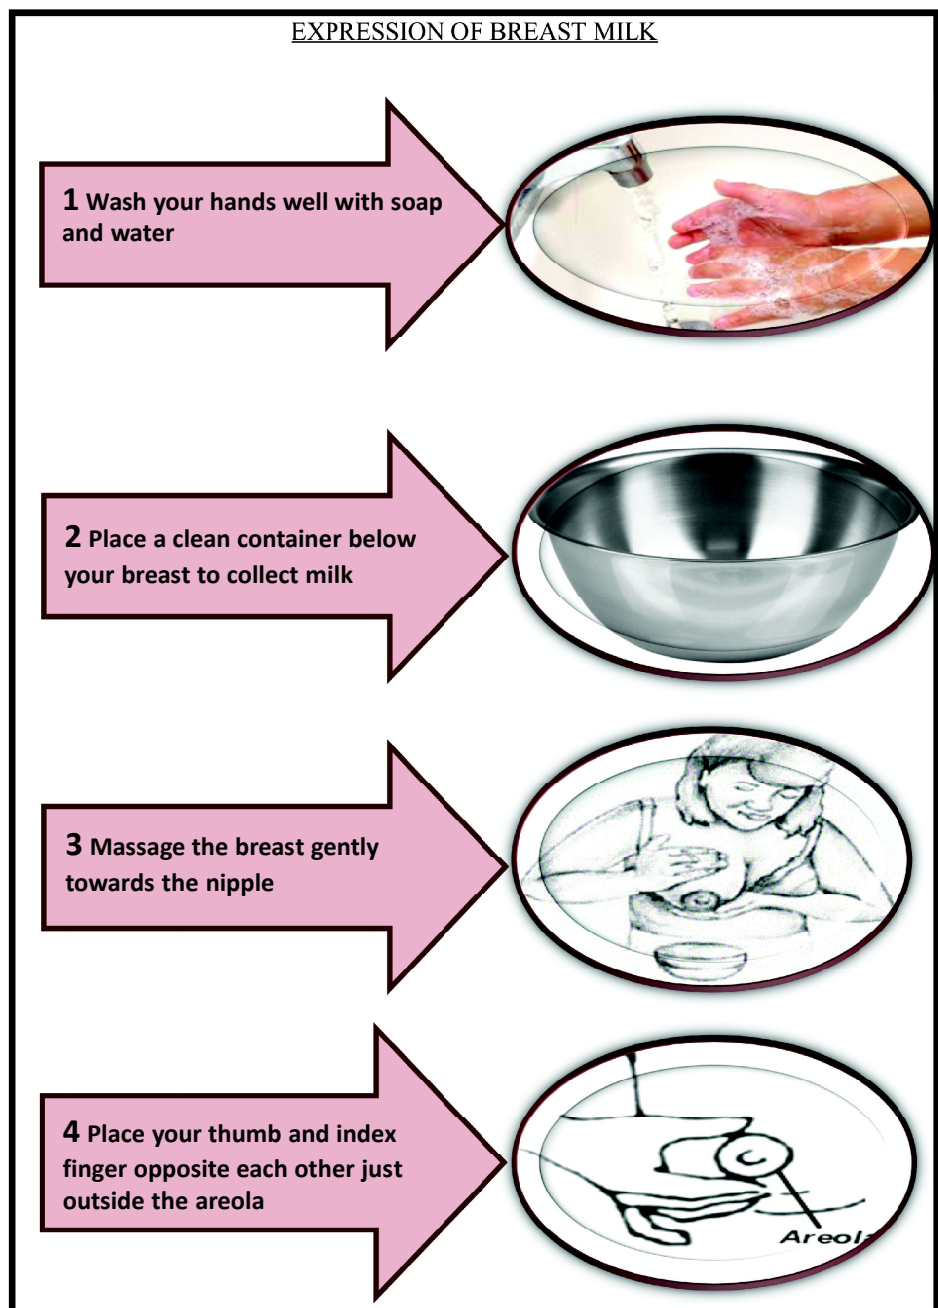 EXPRESSION OF BREAST MILK
1 Wash your hands well with soap
and water
2 Place a clean container below
your breast to collect milk
3 Massage the breast gently
towards the nipple
4 Place your thumb and index
finger opposite each other just
outside the areola
Areola